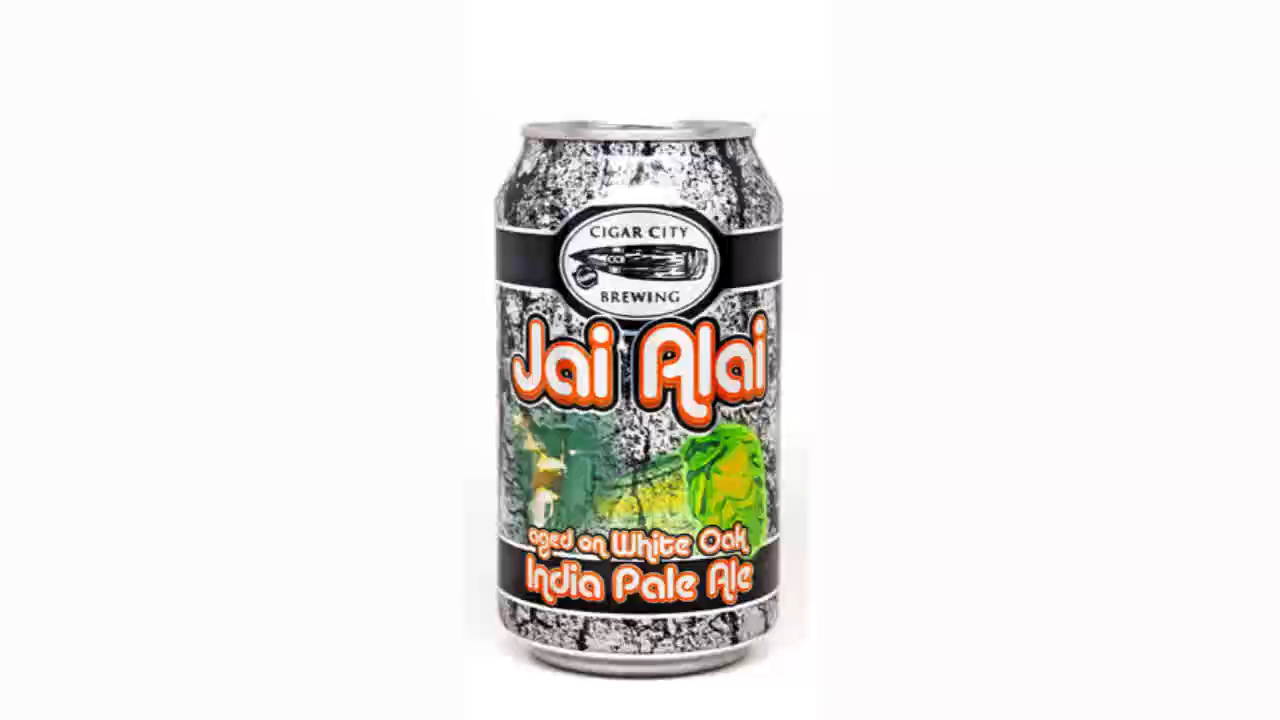 CIGAR CITY
BREWING
Jai Alai
aged on White Oak
India Pale Ale